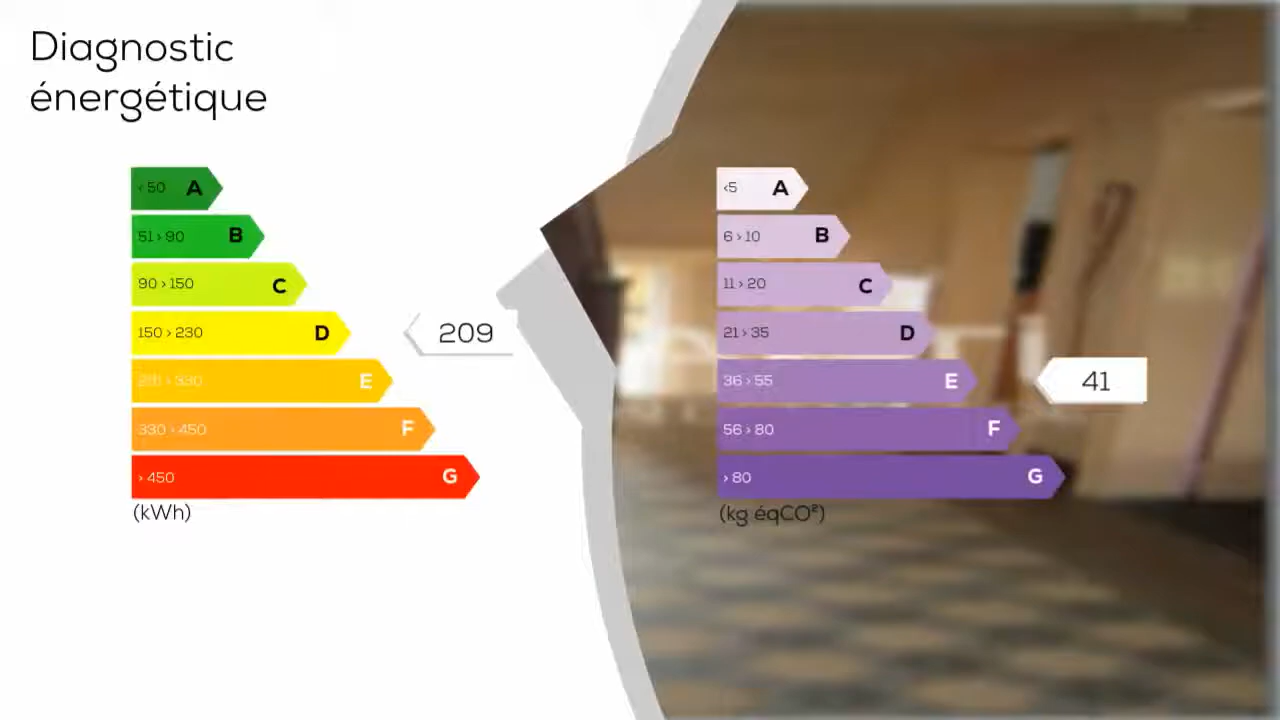 Diagnostic
énergétique
< 50 A
51 > 90 B
90 > 150 C
150 > 230 D
209
> 330 E
330 > 450 F
> 450 G
(kWh)
<5 A
6 > 10 B
11 > 20 C
21 > 35 D
36 > 55 E
41
56 > 80 F
> 80 G
(kg éqCO²)